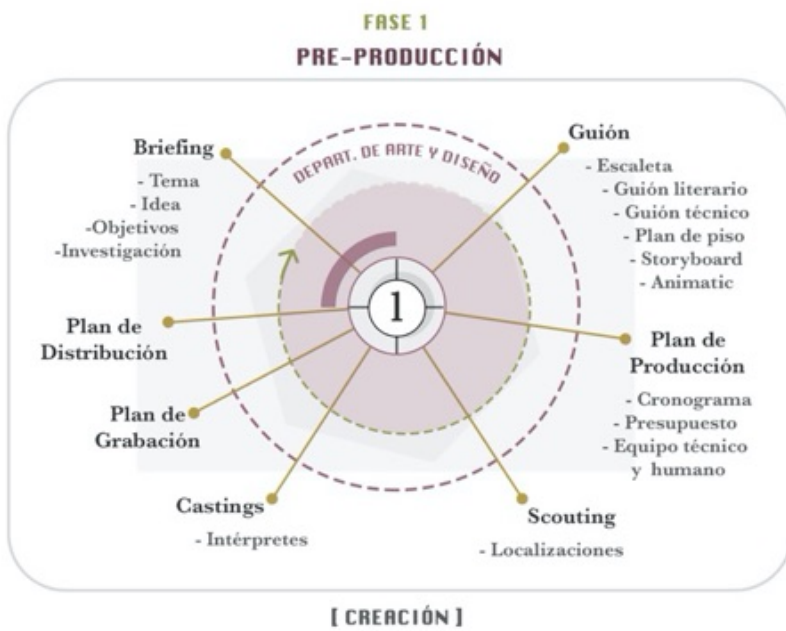 FASE 1
PRE-PRODUCCIÓN
DEPART. DE ARTE Y DISEÑO
Briefing
- Tema
- Idea
-Objetivos
-Investigación
Guión
- Escaleta
- Guión literario
- Guión técnico
- Plan de piso
- Storyboard
- Animatic
1
Plan de
Distribución
Plan de
Producción
- Cronograma
- Presupuesto
- Equipo técnico
y humano
Plan de
Grabación
Castings
- Intérpretes
Scouting
- Localizaciones
[ CREACIÓN ]